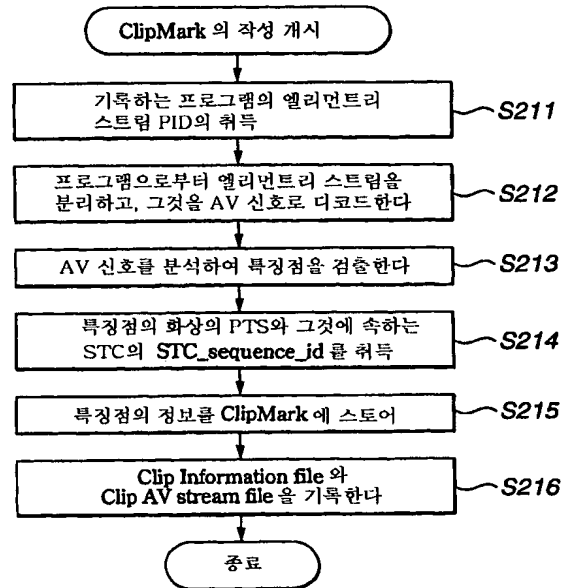 ClipMark 의 작성 개시
기록하는 프로그램의 엘리먼트리
스트림 PID의 취득
S211
프로그램으로부터 엘리먼트리 스트림을
분리하고, 그것을 AV 신호로 디코드한다
S212
AV 신호를 분석하여 특징점을 검출한다
S213
특징점의 화상의 PTS와 그것에 속하는
STC의 STC_sequence_id 를 취득
S214
특징점의 정보를 ClipMark 에 스토어
S215
Clip Information file 와
Clip AV stream file 을 기록한다
S216
종료